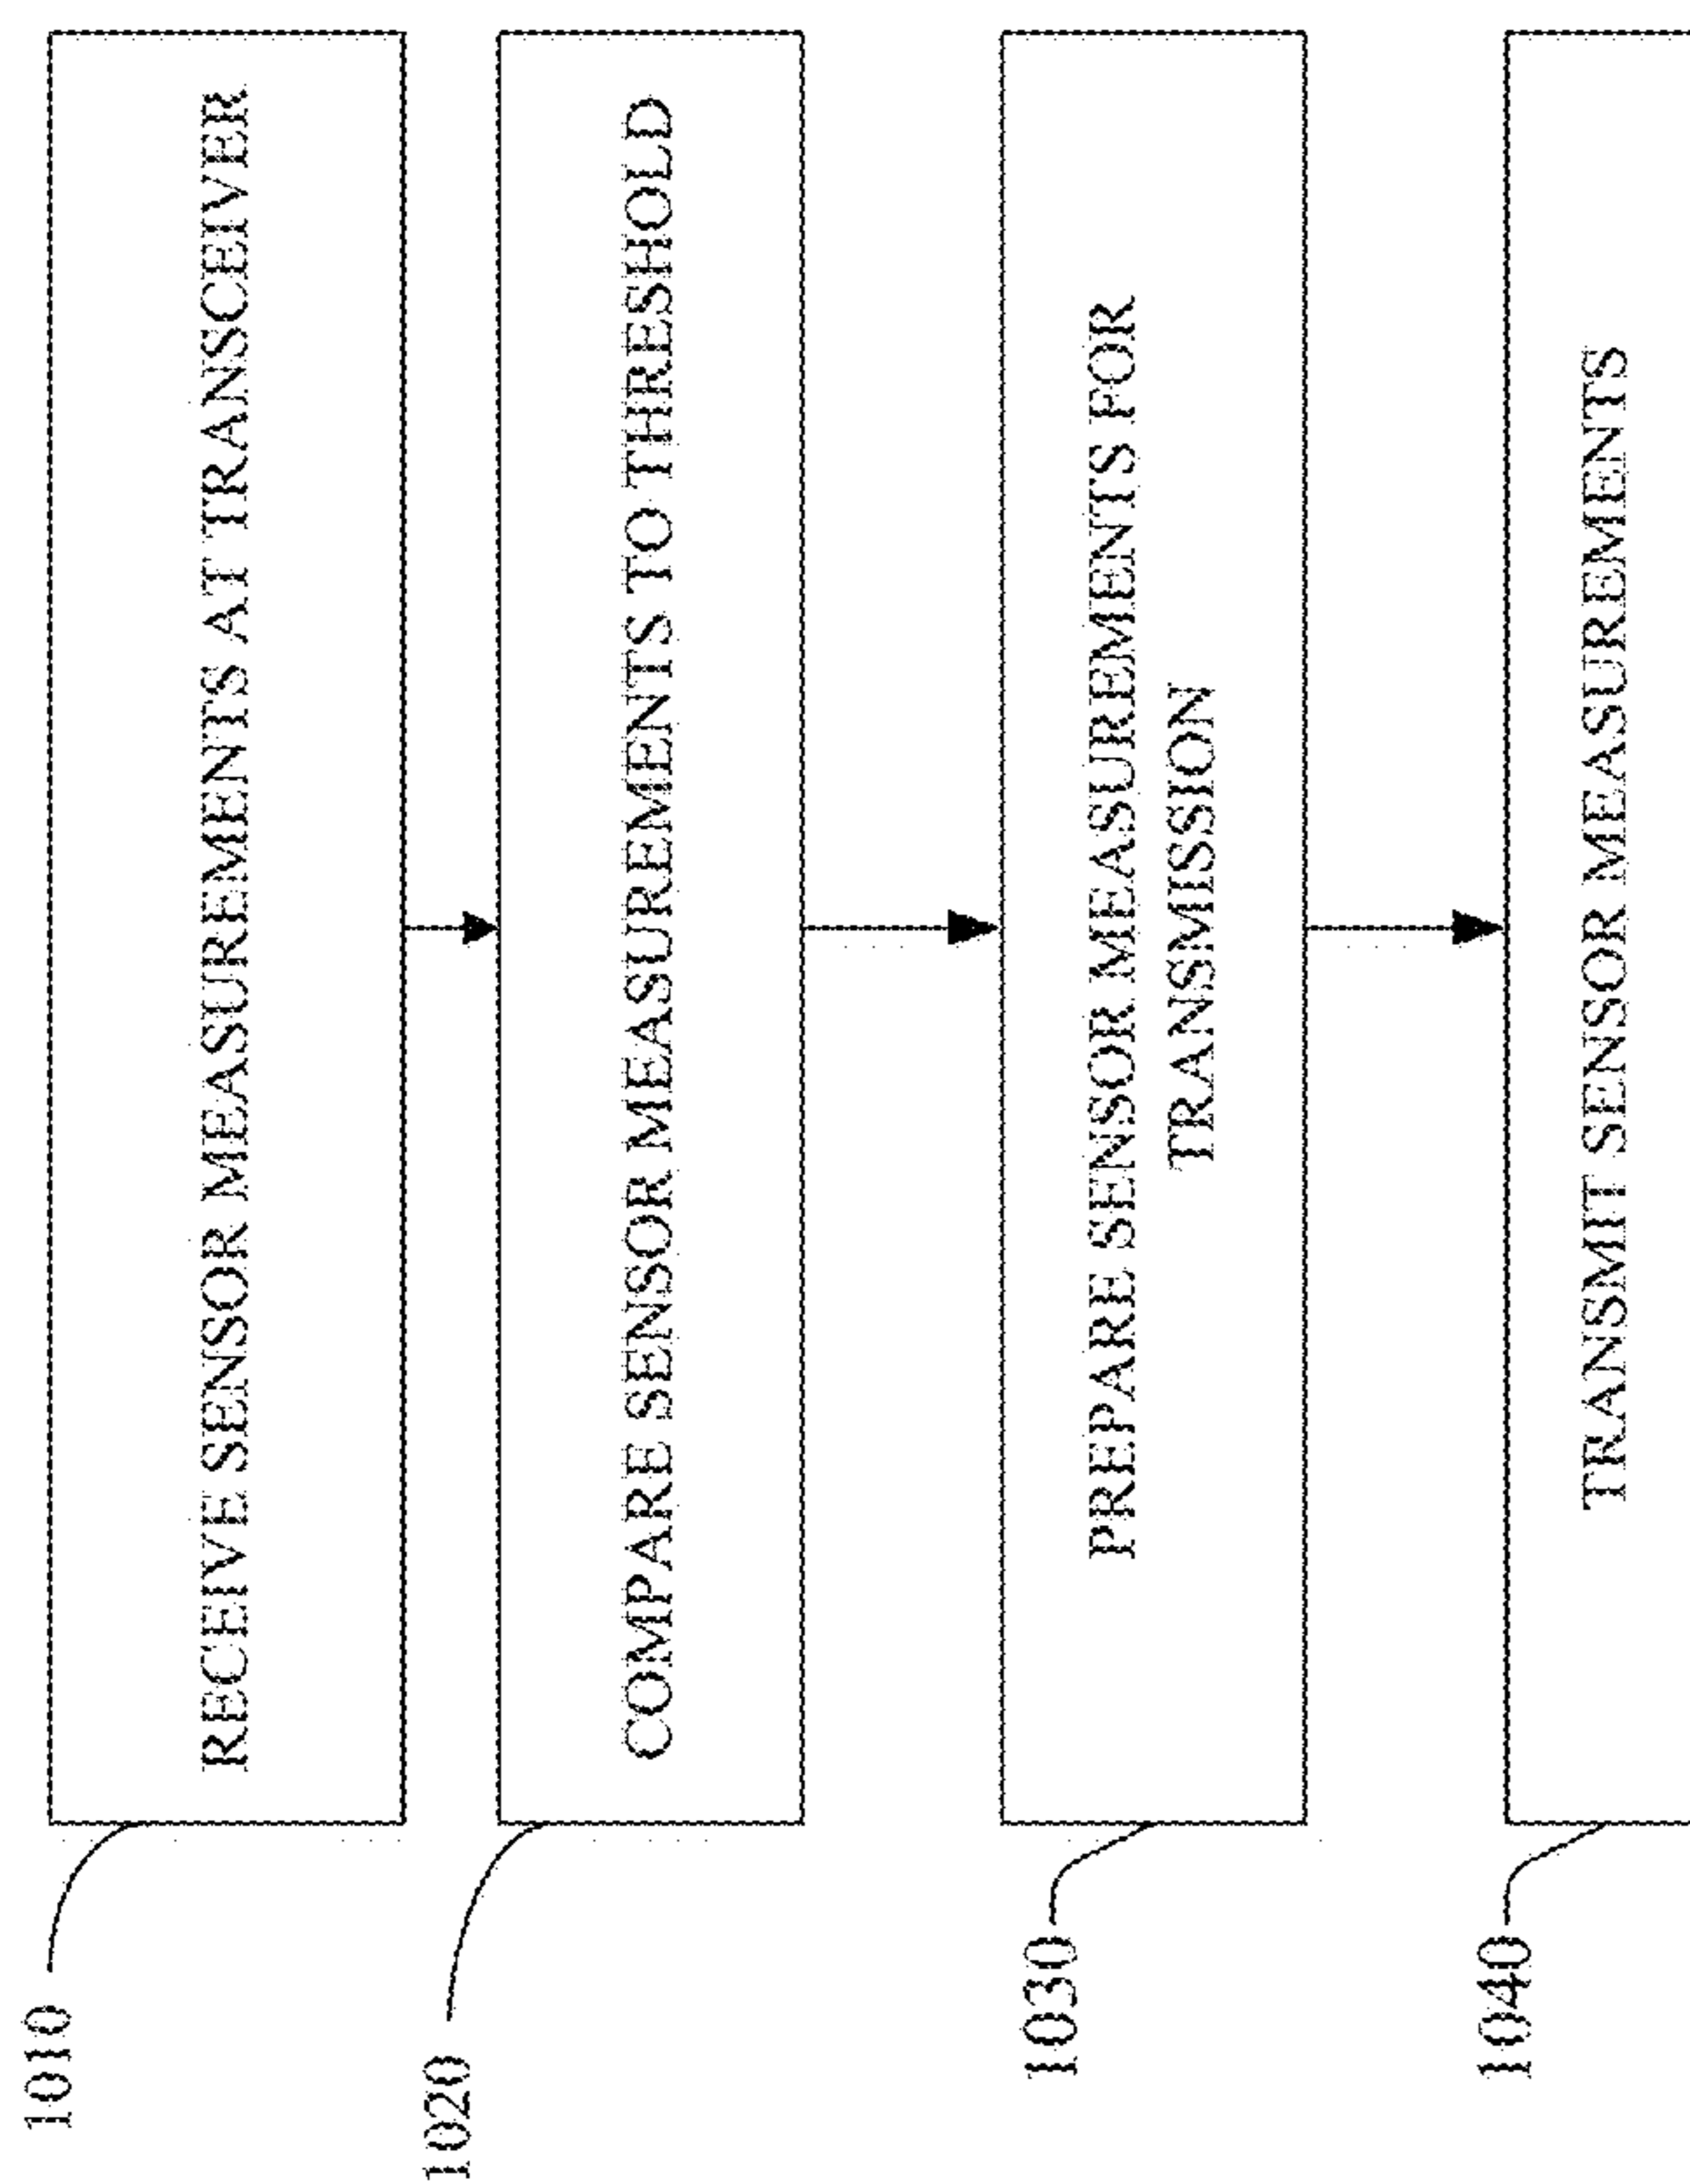 1010
RECEIVE SENSOR MEASUREMENTS AT TRANSCEIVER
1020
COMPARE SENSOR MEASUREMENTS TO THRESHOLD
1030
PREPARE SENSOR MEASUREMENTS FOR
TRANSMISSION
1040
TRANSMIT SENSOR MEASUREMENTS